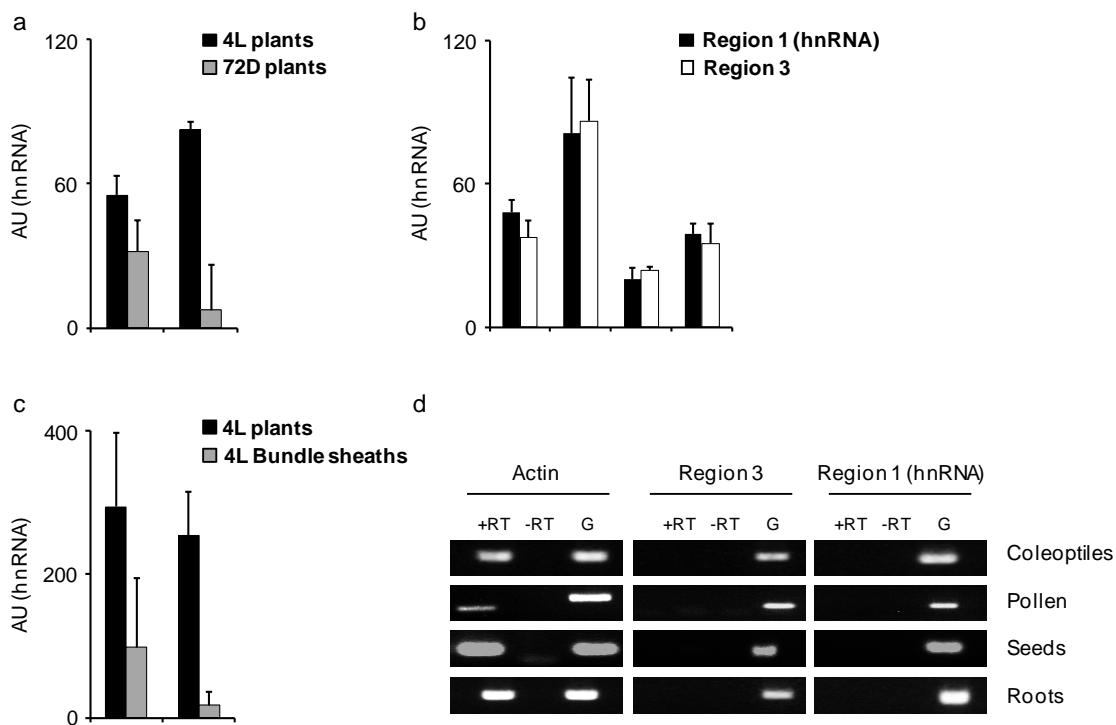 a
120
60
0
AU (hnRNA)
4L plants
72D plants
b
120
60
0
AU (hnRNA)
Region 1 (hnRNA)
Region 3
c
400
200
0
AU (hnRNA)
4L plants
4L Bundle sheaths
d
Actin Region 3 Region 1 (hnRNA)
+RT -RT G +RT -RT G +RT -RT G
Coleoptiles
Pollen
Seeds
Roots